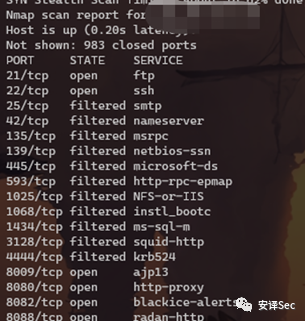 SYN Stealth Scan Tim 2% done
Nmap scan report for
Host is up (0.20s latency).
Not shown: 983 closed ports
PORT STATE SERVICE
21/tcp open ftp
22/tcp open ssh
25/tcp filtered smtp
42/tcp filtered nameserver
135/tcp filtered msrpc
139/tcp filtered netbios-ssn
445/tcp filtered microsoft-ds
593/tcp filtered http-rpc-epmap
1025/tcp filtered NFS-or-IIS
1068/tcp filtered instl_bootc
1434/tcp filtered ms-sql-m
3128/tcp filtered squid-http
4444/tcp filtered krb524
8009/tcp open ajp13
8080/tcp open http-proxy
8082/tcp open blackice-alerts
8088/tcp open radan-http
安译Sec